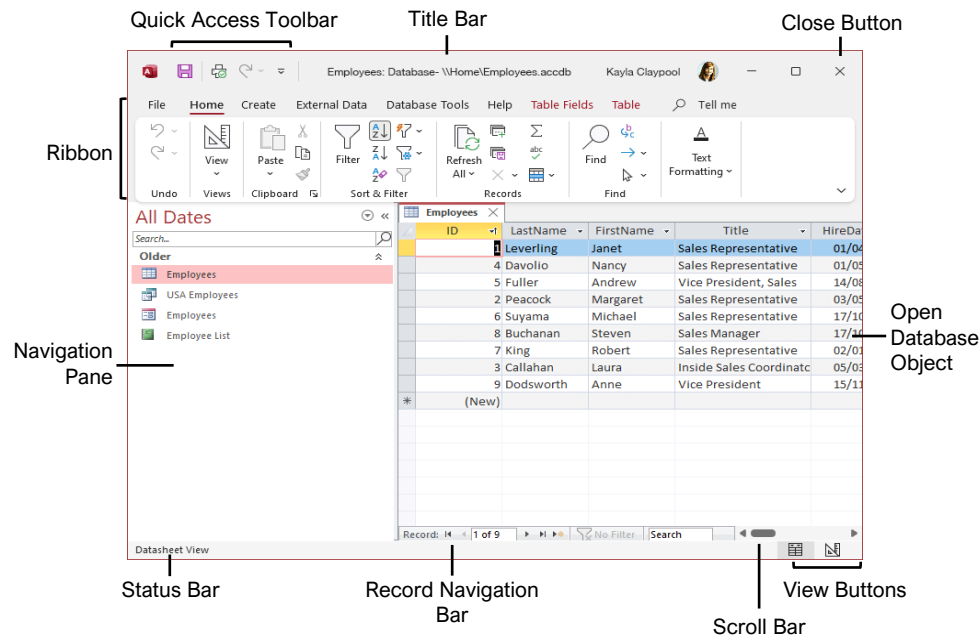 Quick Access Toolbar
Title Bar
Close Button
Employees: Database- \\Home\Employees.accdb
Kayla Claypool
File Home Create External Data Database Tools Help Table Fields Table Tell me
Ribbon
View
Paste
Filter
Refresh
All
abc
Find
Text
Formatting
Undo Views Clipboard Sort & Filter Records Find
All Dates
Search...
Older
Employees
USA Employees
Employees
Employee List
Navigation
Pane
Employees
ID LastName FirstName Title HireDa
1 Leverling Janet Sales Representative 01/04
4 Davolio Nancy Sales Representative 01/05
5 Fuller Andrew Vice President, Sales 14/08
2 Peacock Margaret Sales Representative 03/05
6 Suyama Michael Sales Representative 17/10
8 Buchanan Steven Sales Manager 17/10
7 King Robert Sales Representative 02/01
3 Callahan Laura Inside Sales Coordinatc 05/03
9 Dodsworth Anne Vice President 15/11
(New)
Open
Database
Object
Record: 1 of 9 No Filter Search
Datasheet View
Status Bar
Record Navigation
Bar
Scroll Bar
View Buttons